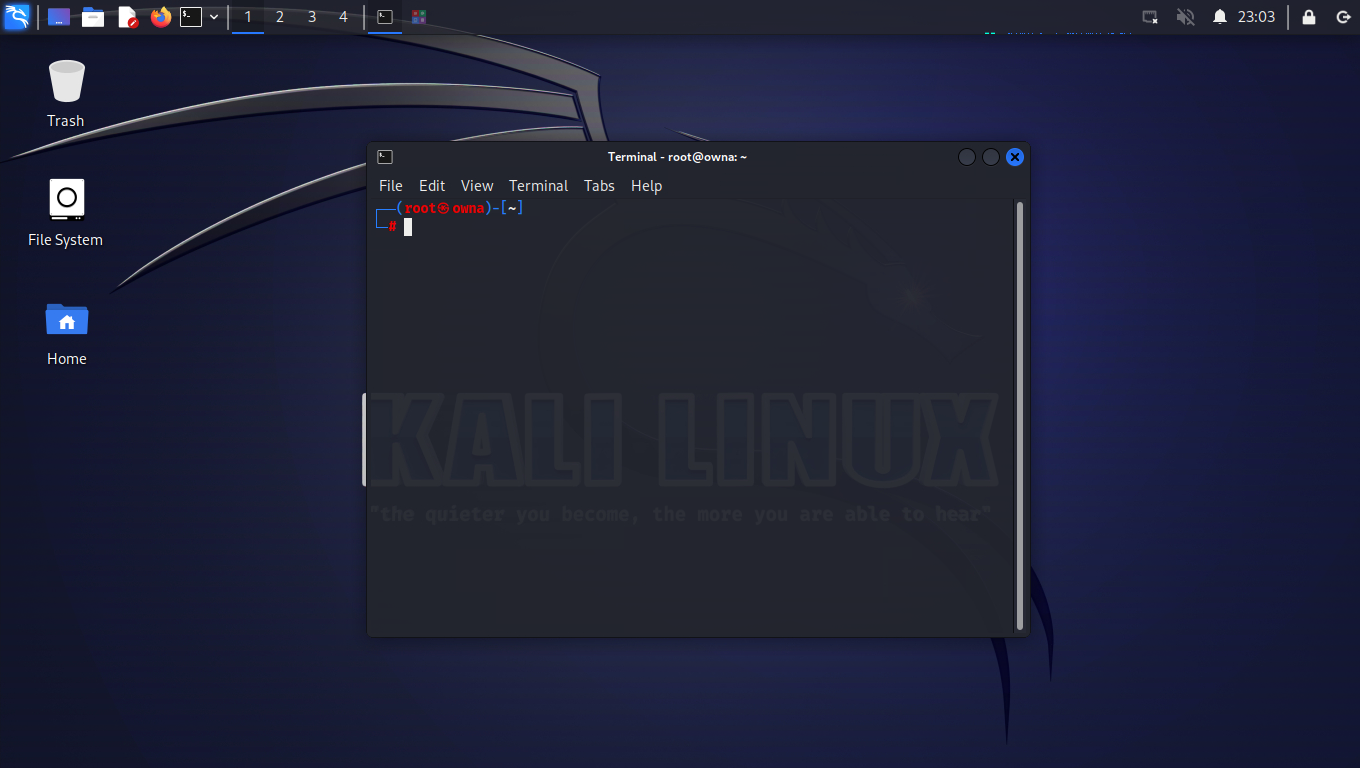 1 2 3 4
23:03
Trash
File System
Home
Terminal - root@owna: ~
File Edit View Terminal Tabs Help
┌──(root㉿owna)-[~]
└─#
KALI LINUX
"the quieter you become, the more you are able to hear"